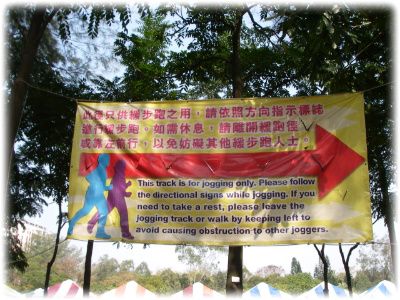 此徑只供緩步跑之用,請依照方向指示標誌
進行緩步跑。如需休息,請離開緩跑徑
或靠左前行,以免妨礙其他緩步跑人士。
This track is for jogging only. Please follow
the directional signs while jogging. If you
need to take a rest, please leave the
jogging track or walk by keeping left to
avoid causing obstruction to other joggers.